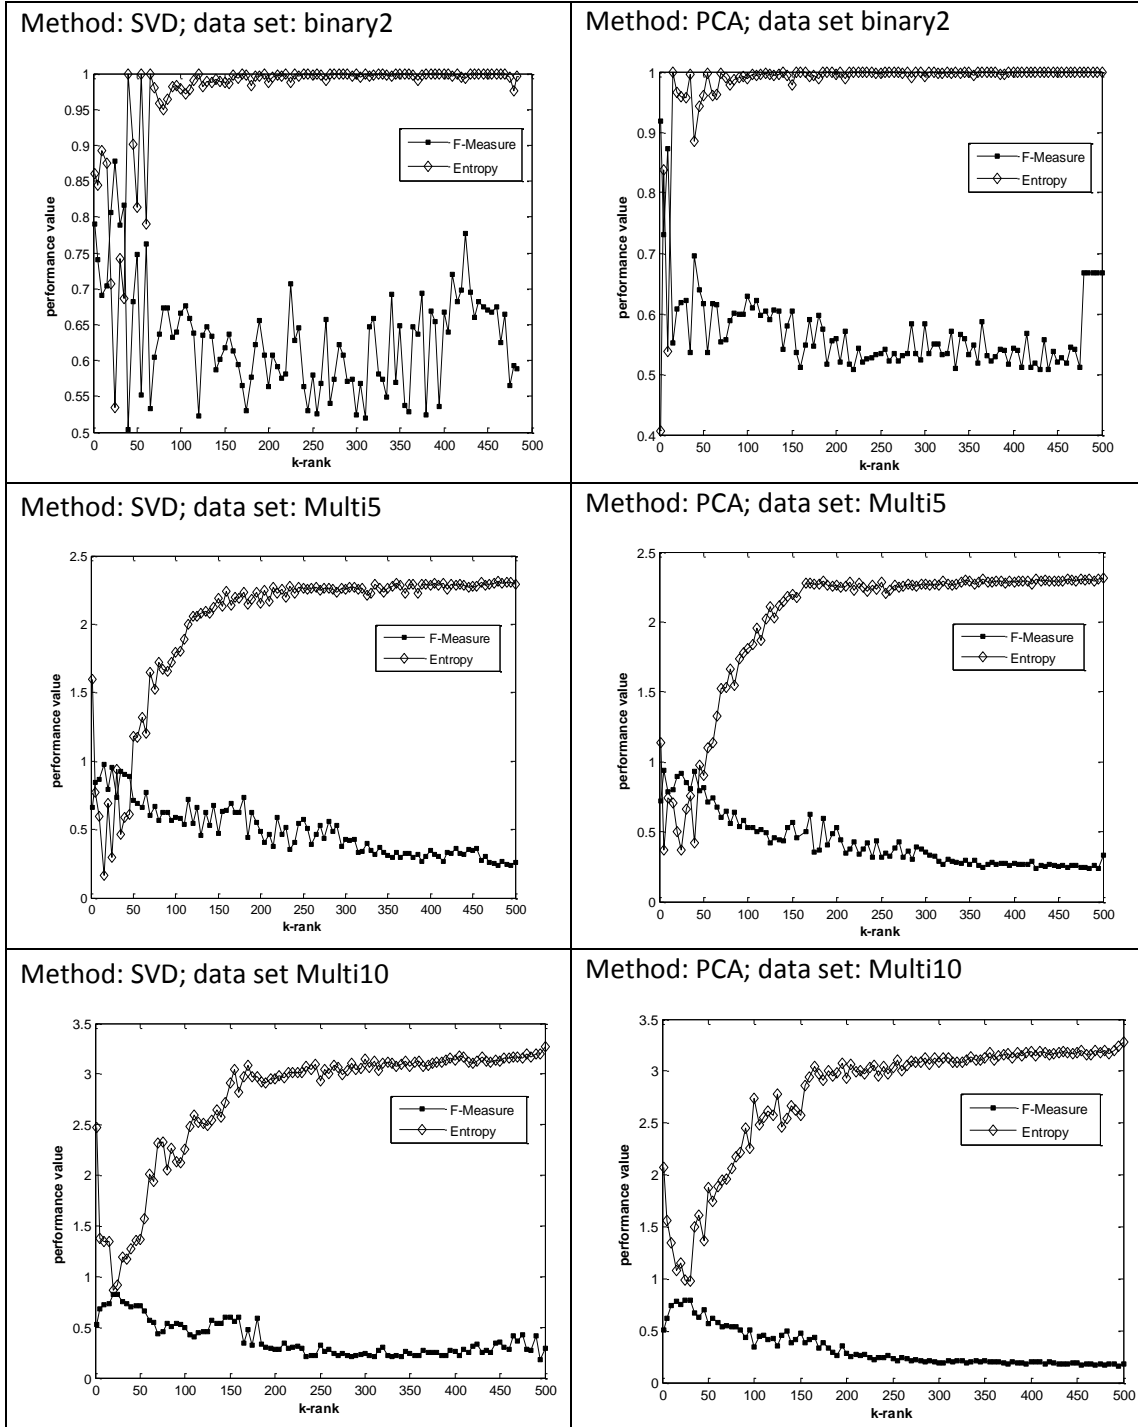 Method: SVD; data set: binary2
1
0.95
0.9
0.85
0.8
0.75
0.7
0.65
0.6
0.55
0.5
performance value
F-Measure
Entropy
0 50 100 150 200 250 300 350 400 450 500
k-rank
Method: PCA; data set binary2
1
0.9
0.8
0.7
0.6
0.5
0.4
performance value
F-Measure
Entropy
0 50 100 150 200 250 300 350 400 450 500
k-rank
Method: SVD; data set: Multi5
2.5
2
1.5
1
0.5
0
performance value
F-Measure
Entropy
0 50 100 150 200 250 300 350 400 450 500
k-rank
Method: PCA; data set: Multi5
2.5
2
1.5
1
0.5
0
performance value
F-Measure
Entropy
0 50 100 150 200 250 300 350 400 450 500
k-rank
Method: SVD; data set Multi10
3.5
3
2.5
2
1.5
1
0.5
0
performance value
F-Measure
Entropy
0 50 100 150 200 250 300 350 400 450 500
k-rank
Method: PCA; data set: Multi10
3.5
3
2.5
2
1.5
1
0.5
0
performance value
F-Measure
Entropy
0 50 100 150 200 250 300 350 400 450 500
k-rank